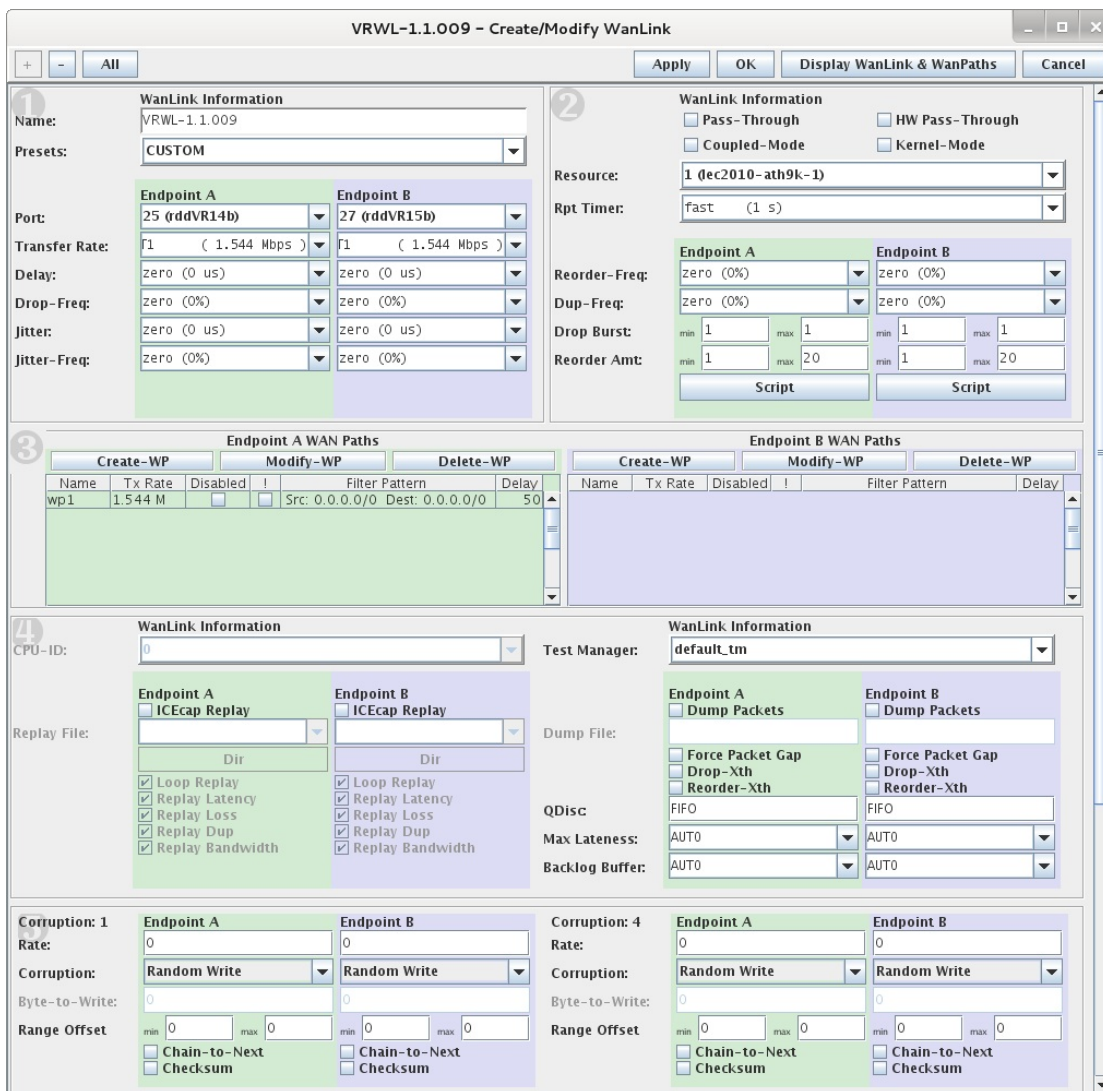 VRWL-1.1.009 - Create/Modify WanLink
+ - All Apply OK Display WanLink & WanPaths Cancel
1
WanLink Information
Name: VRWL-1.1.009
Presets: CUSTOM
Endpoint A Endpoint B
Port: 25 (rddVR14b) 27 (rddVR15b)
Transfer Rate: T1 ( 1.544 Mbps ) T1 ( 1.544 Mbps )
Delay: zero (0 us) zero (0 us)
Drop-Freq: zero (0%) zero (0%)
Jitter: zero (0 us) zero (0 us)
Jitter-Freq: zero (0%) zero (0%)
2
WanLink Information
Pass-Through HW Pass-Through
Coupled-Mode Kernel-Mode
Resource: 1 (lec2010-ath9k-1)
Rpt Timer: fast (1 s)
Endpoint A Endpoint B
Reorder-Freq: zero (0%) zero (0%)
Dup-Freq: zero (0%) zero (0%)
Drop Burst: min 1 max 1 min 1 max 1
Reorder Amt: min 1 max 20 min 1 max 20
Script Script
3
Endpoint A WAN Paths
Create-WP Modify-WP Delete-WP
Name Tx Rate Disabled ! Filter Pattern Delay
wp1 1.544 M Src: 0.0.0.0/0 Dest: 0.0.0.0/0 50
Endpoint B WAN Paths
Create-WP Modify-WP Delete-WP
Name Tx Rate Disabled ! Filter Pattern Delay
4
WanLink Information
CPU-ID: 0
Endpoint A Endpoint B
ICEcap Replay ICEcap Replay
Replay File:
Dir Dir
Loop Replay Loop Replay
Replay Latency Replay Latency
Replay Loss Replay Loss
Replay Dup Replay Dup
Replay Bandwidth Replay Bandwidth
WanLink Information
Test Manager: default_tm
Endpoint A Endpoint B
Dump Packets Dump Packets
Dump File:
Force Packet Gap Force Packet Gap
Drop-Xth Drop-Xth
Reorder-Xth Reorder-Xth
QDisc: FIFO FIFO
Max Lateness: AUTO AUTO
Backlog Buffer: AUTO AUTO
5
Corruption: 1 Endpoint A Endpoint B
Rate: 0 0
Corruption: Random Write Random Write
Byte-to-Write: 0 0
Range Offset min 0 max 0 min 0 max 0
Chain-to-Next Chain-to-Next
Checksum Checksum
Corruption: 4 Endpoint A Endpoint B
Rate: 0 0
Corruption: Random Write Random Write
Byte-to-Write: 0 0
Range Offset min 0 max 0 min 0 max 0
Chain-to-Next Chain-to-Next
Checksum Checksum